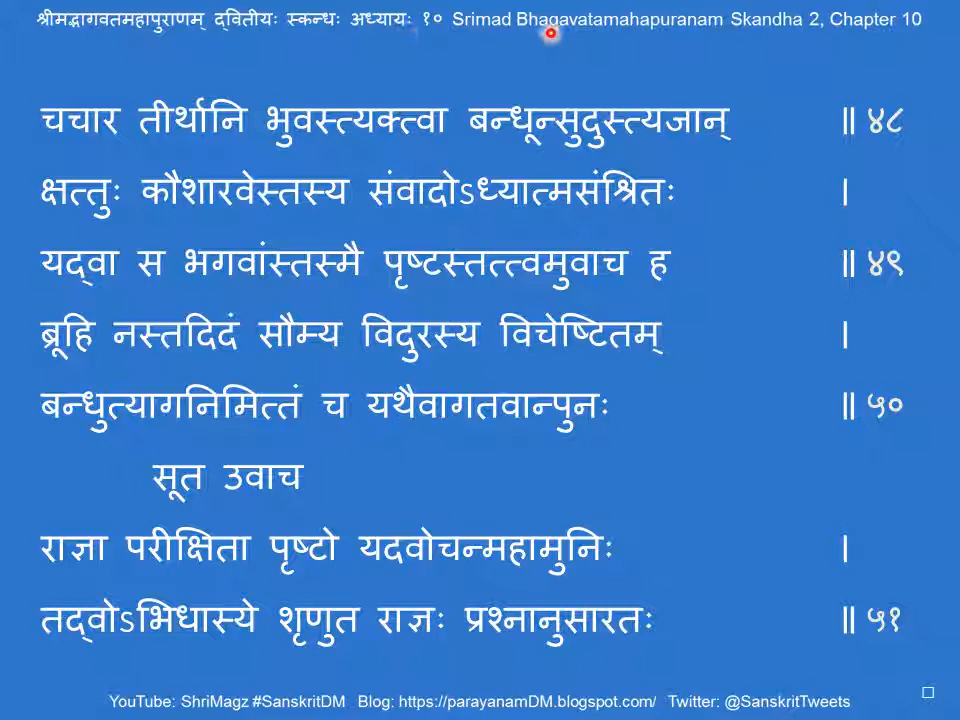 श्रीमद्भागवतमहापुराणम् द्वितीयः स्कन्धः अध्यायः १० Srimad Bhagavatamahapuranam Skandha 2, Chapter 10
चचार तीर्थानि भुवस्त्यक्त्वा बन्धून्सुदुस्त्यजान् ॥ ४८
क्षत्तुः कौशारवेस्तस्य संवादोऽध्यात्मसंश्रितः ।
यद्वा स भगवांस्तस्मै पृष्टस्तत्त्वमुवाच ह ॥ ४९
ब्रूहि नस्तदिदं सौम्य विदुरस्य विचेष्टितम् ।
बन्धुत्यागनिमित्तं च यथैवागतवान्पुनः ॥ ५०
सूत उवाच
राज्ञा परीक्षिता पृष्टो यदवोचन्महामुनिः ।
तद्वोऽभिधास्ये शृणुत राज्ञः प्रश्नानुसारतः ॥ ५१
YouTube: ShriMagz #SanskritDM Blog: https://parayanamDM.blogspot.com/ Twitter: @SanskritTweets